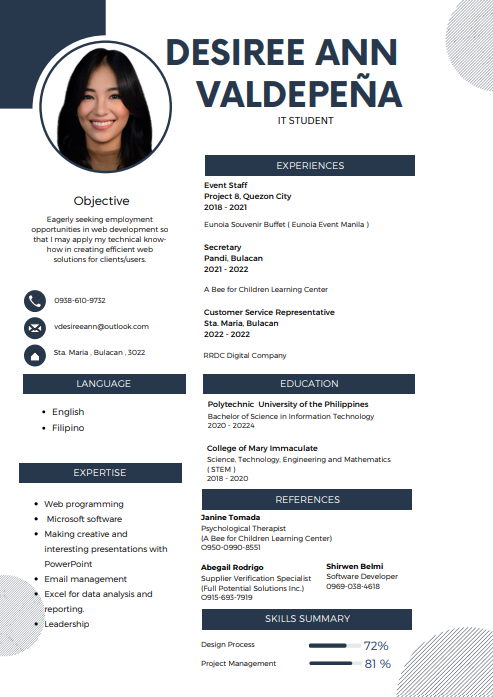 DESIREE ANN
VALDEPEÑA
IT STUDENT
Objective
Eagerly seeking employment
opportunities in web development so
that I may apply my technical know-
how in creating efficient web
solutions for clients/users.
0938-610-9732
vdesireeann@outlook.com
Sta. Maria , Bulacan , 3022
LANGUAGE
English
Filipino
EXPERTISE
Web programming
Microsoft software
Making creative and
interesting presentations with
PowerPoint
Email management
Excel for data analysis and
reporting.
Leadership
EXPERIENCES
Event Staff
Project 8, Quezon City
2018 - 2021
Eunoia Souvenir Buffet ( Eunoia Event Manila )
Secretary
Pandi, Bulacan
2021 - 2022
A Bee for Children Learning Center
Customer Service Representative
Sta. Maria, Bulacan
2022 - 2022
RRDC Digital Company
EDUCATION
Polytechnic University of the Philippines
Bachelor of Science in Information Technology
2020 - 20224
College of Mary Immaculate
Science, Technology, Engineering and Mathematics
( STEM )
2018 - 2020
REFERENCES
Janine Tomada
Psychological Therapist
(A Bee for Children Learning Center)
O950-0990-8551
Abegail Rodrigo
Supplier Verification Specialist
(Full Potential Solutions Inc.)
O915-693-7919
Shirwen Belmi
Software Developer
0969-038-4618
SKILLS SUMMARY
Design Process 72%
Project Management 81 %